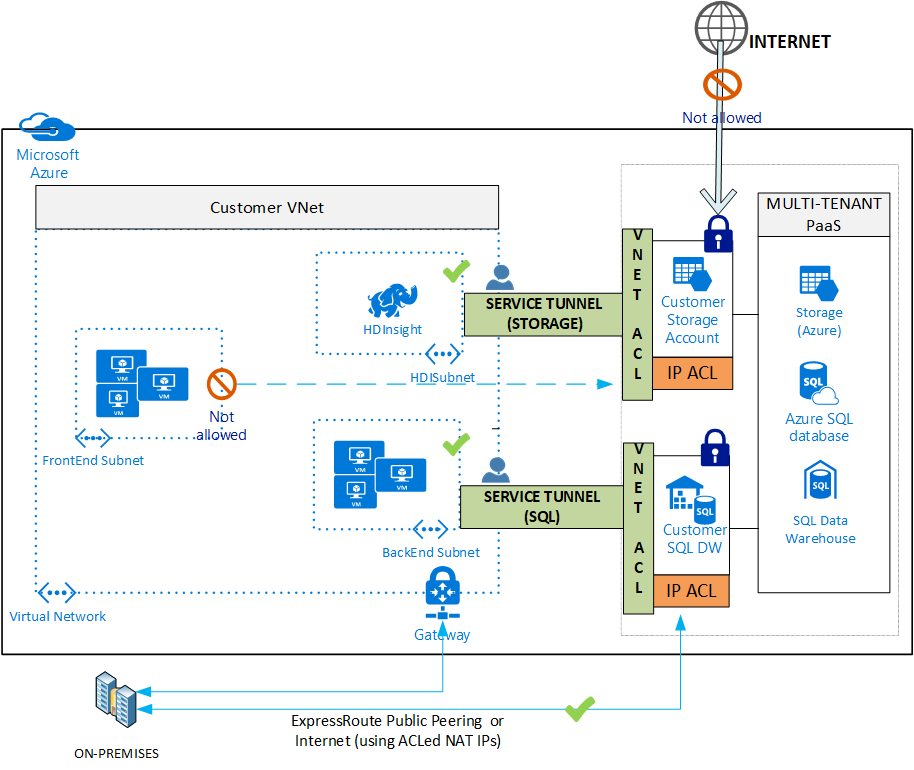 INTERNET
Not allowed
Microsoft
Azure
Customer VNet
MULTI-TENANT
PaaS
VNET ACL
SERVICE TUNNEL
(STORAGE)
HDInsight
HDISubnet
Customer
Storage
Account
IP ACL
Storage
(Azure)
VM
VM
VM
Not
allowed
FrontEnd Subnet
SQL
Azure SQL
database
VM
VM
VM
BackEnd Subnet
SERVICE TUNNEL
(SQL)
VNET ACL
SQL
Customer
SQL DW
IP ACL
SQL
SQL Data
Warehouse
Virtual Network
Gateway
ExpressRoute Public Peering or
Internet (using ACLed NAT IPs)
ON-PREMISES